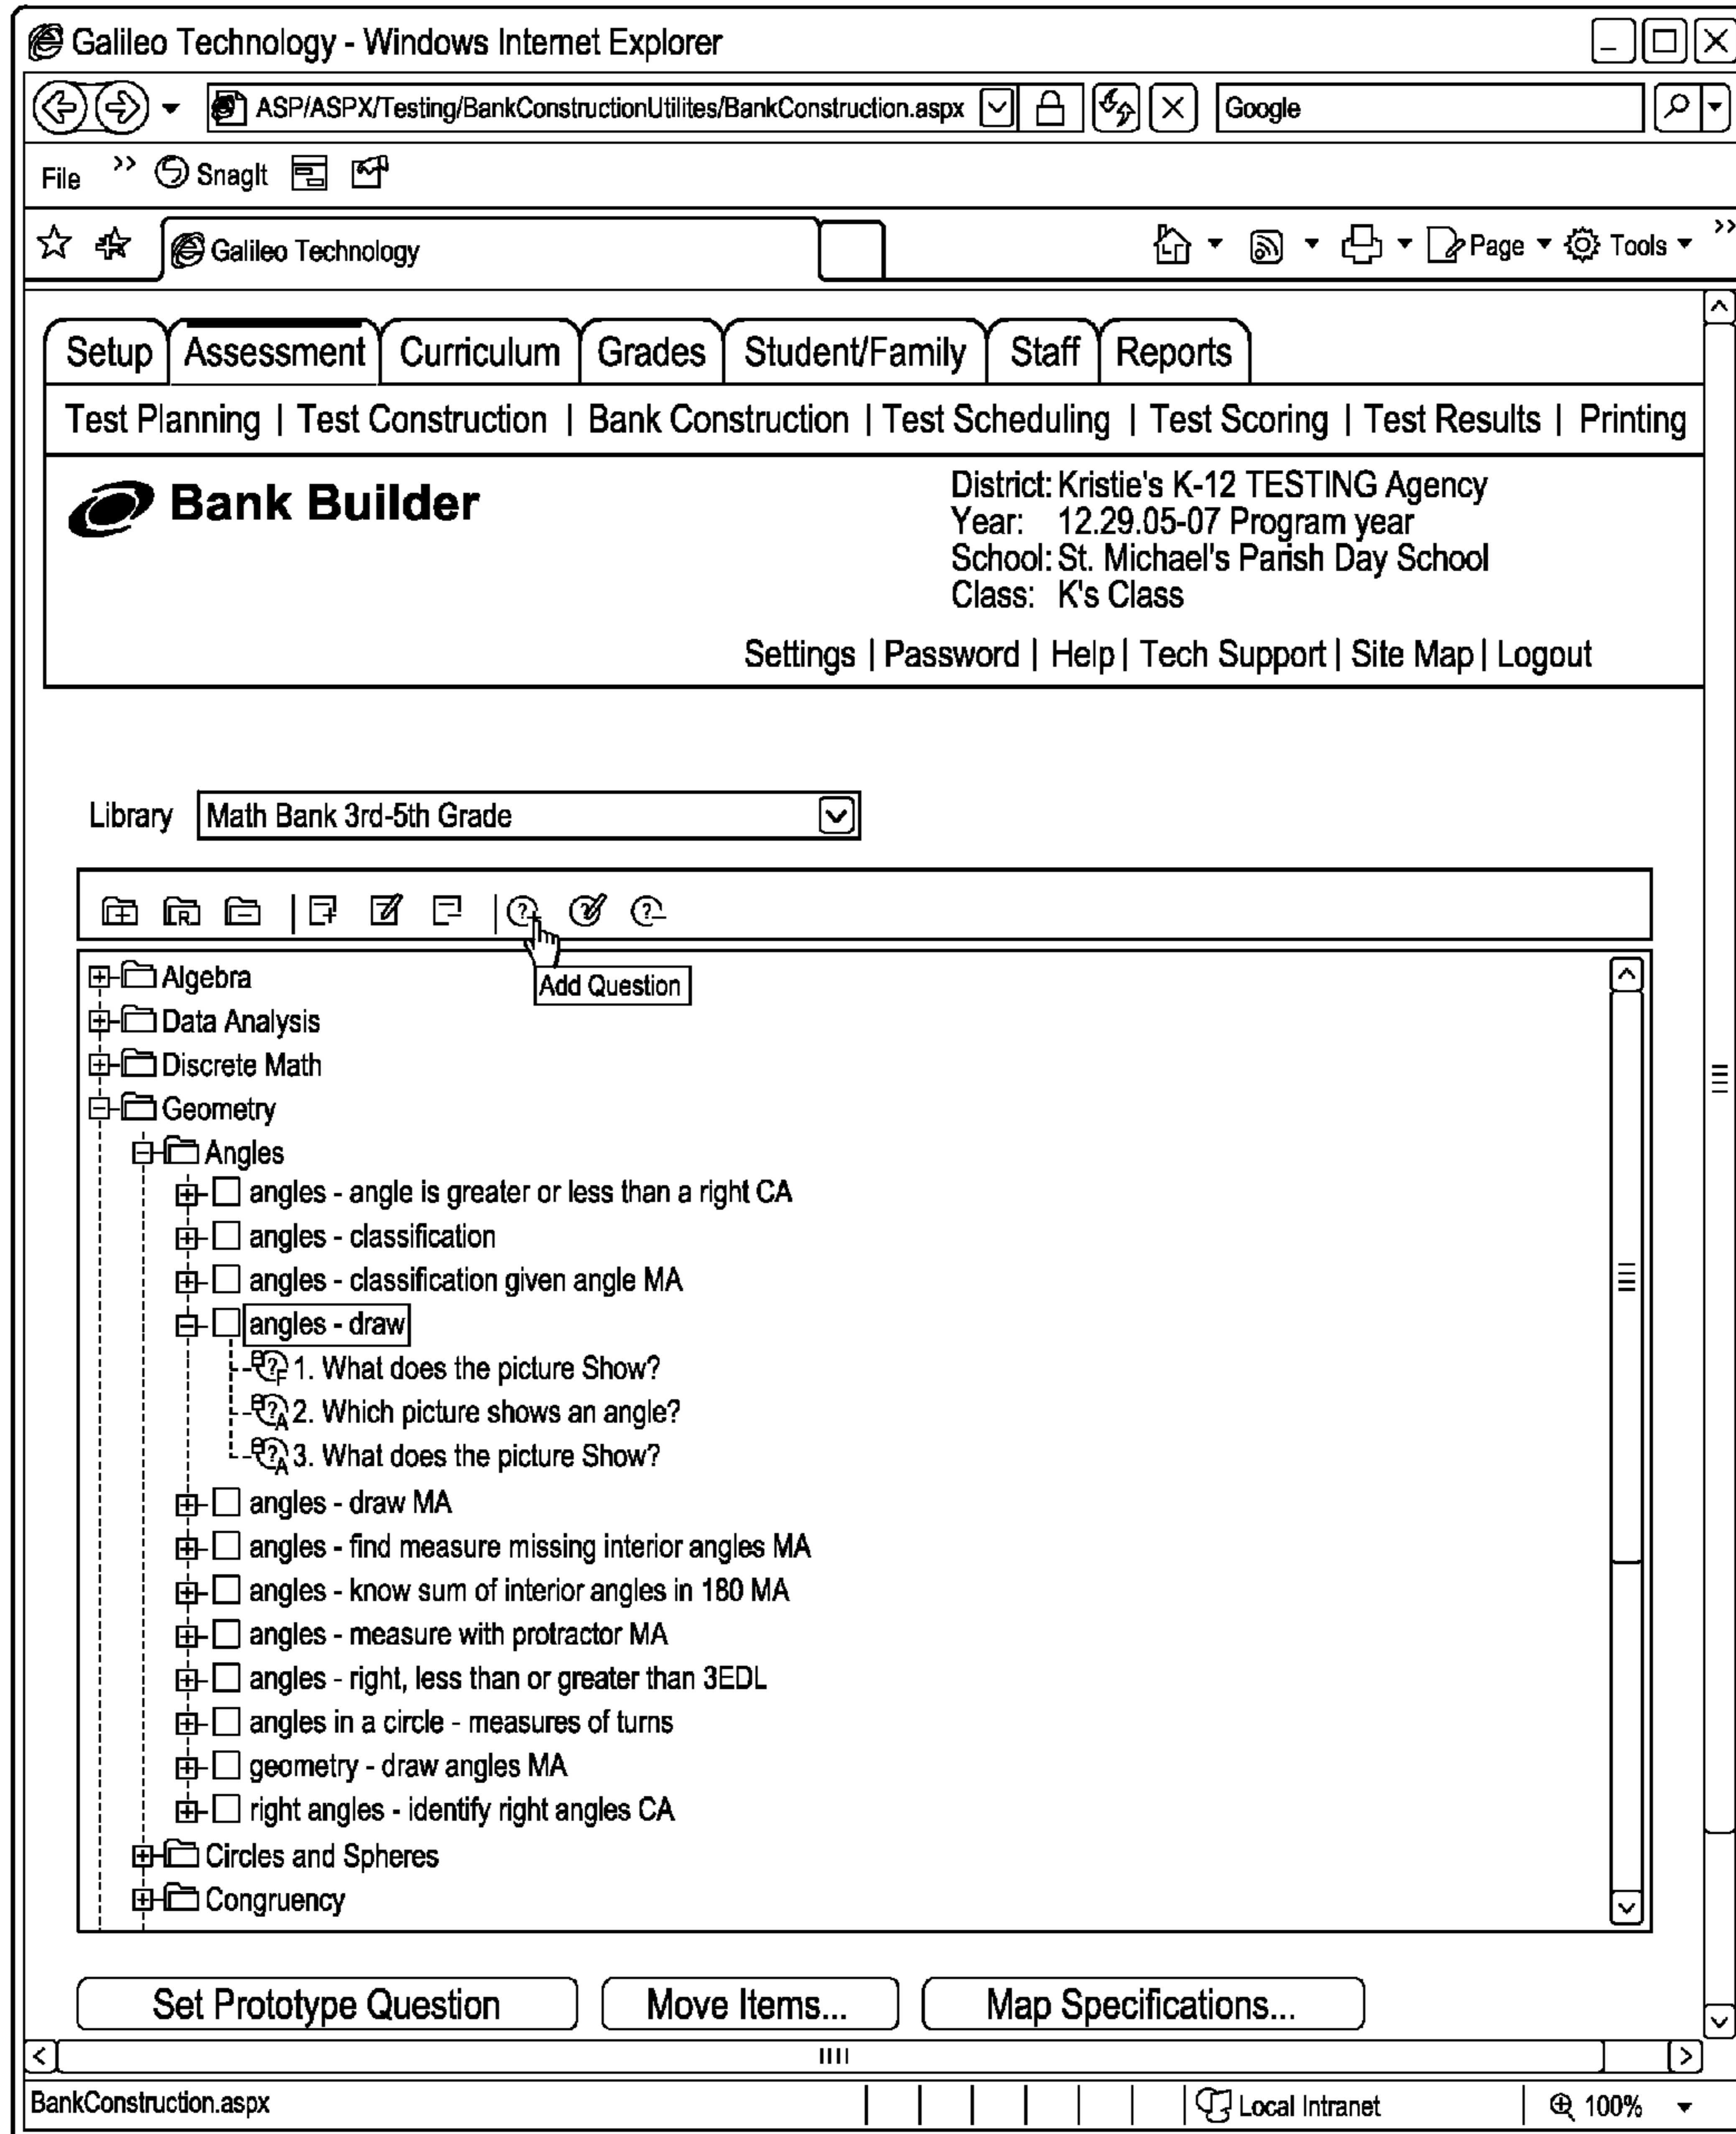 Galileo Technology - Windows Internet Explorer
ASP/ASPX/Testing/BankConstructionUtilites/BankConstruction.aspx Google
File >> SnagIt
Galileo Technology Page Tools >>
Setup Assessment Curriculum Grades Student/Family Staff Reports
Test Planning | Test Construction | Bank Construction | Test Scheduling | Test Scoring | Test Results | Printing
Bank Builder
District: Kristie's K-12 TESTING Agency
Year: 12.29.05-07 Program year
School: St. Michael's Parish Day School
Class: K's Class
Settings | Password | Help | Tech Support | Site Map | Logout
Library Math Bank 3rd-5th Grade
Add Question
Algebra
Data Analysis
Discrete Math
Geometry
Angles
angles - angle is greater or less than a right CA
angles - classification
angles - classification given angle MA
angles - draw
1. What does the picture Show?
2. Which picture shows an angle?
3. What does the picture Show?
angles - draw MA
angles - find measure missing interior angles MA
angles - know sum of interior angles in 180 MA
angles - measure with protractor MA
angles - right, less than or greater than 3EDL
angles in a circle - measures of turns
geometry - draw angles MA
right angles - identify right angles CA
Circles and Spheres
Congruency
Set Prototype Question Move Items... Map Specifications...
BankConstruction.aspx Local Intranet 100%